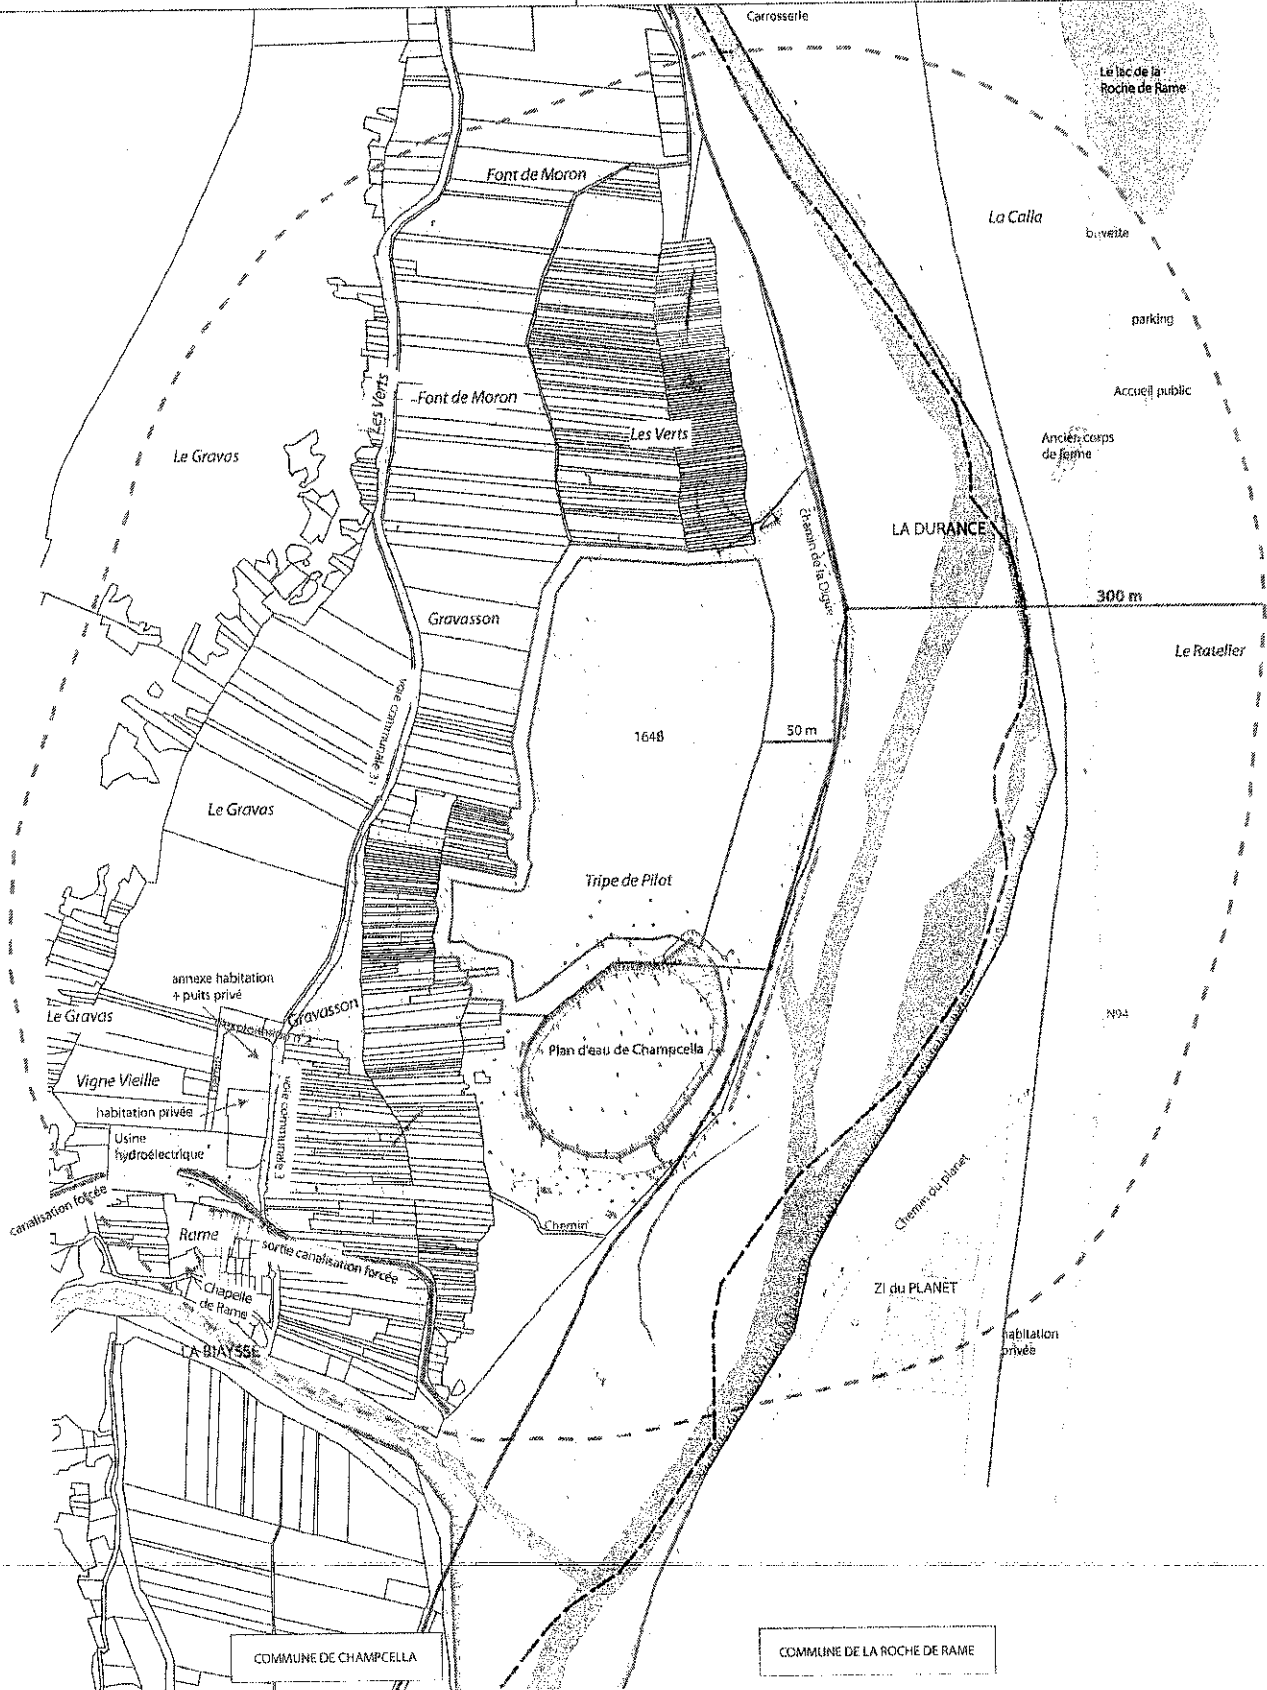 Carrosserie
Le lac de la
Roche de Rame
Font de Moron
La Calla
buvette
parking
Les Verts
Font de Moron
Accueil public
Les Verts
Le Gravas
Ancien corps
de ferme
chemin de la Digue
LA DURANCE
300 m
Gravasson
Le Ratelier
voie communale 31
1648
50 m
Le Gravas
Tripe de Pilot
annexe habitation
+ puits privé
Gravasson
Le Gravas
N94
Plan d'eau de Champcella
Vigne Vieille
habitation privée
voie communale 3
Usine
hydroélectrique
canalisation forcée
Chemin du planet
Chemin
Rame
sortie canalisation forcée
Chapelle
de Rame
ZI du PLANET
LA BIAYSSE
habitation
privée
COMMUNE DE CHAMPCELLA
COMMUNE DE LA ROCHE DE RAME